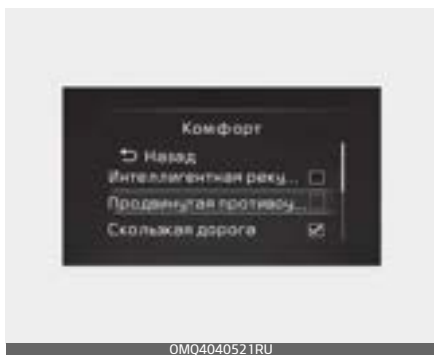 Комфорт
⮌ Назад
Интеллигентная реку...
Продвинутая противоу...
Скользкая дорога
OMQ4040521RU